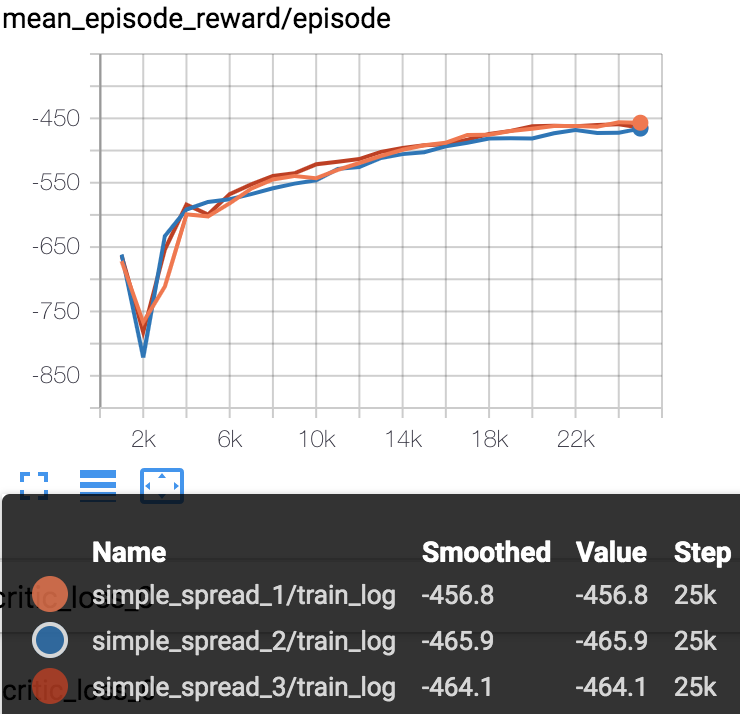 mean_episode_reward/episode
-450
-550
-650
-750
-850
2k 6k 10k 14k 18k 22k
Name Smoothed Value Step
simple_spread_1/train_log -456.8 -456.8 25k
simple_spread_2/train_log -465.9 -465.9 25k
simple_spread_3/train_log -464.1 -464.1 25k